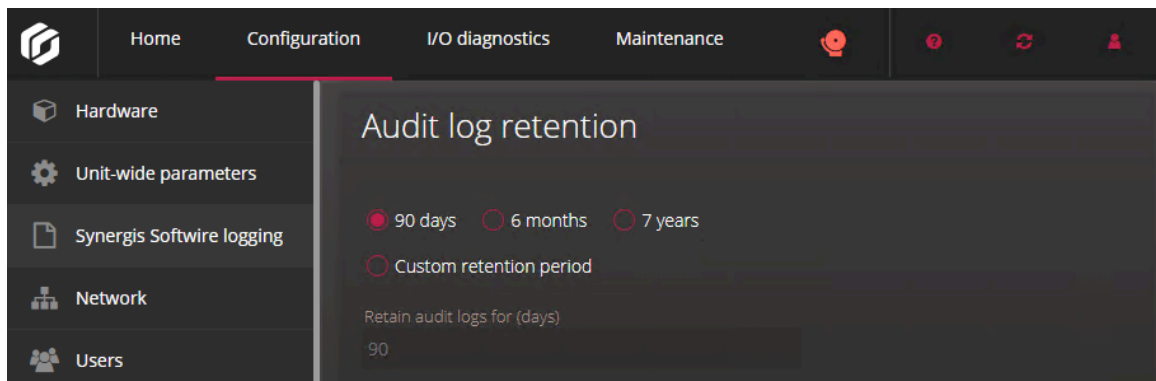 Home Configuration I/O diagnostics Maintenance
Hardware
Unit-wide parameters
Synergis Softwire logging
Network
Users
Audit log retention
90 days 6 months 7 years
Custom retention period
Retain audit logs for (days)
90